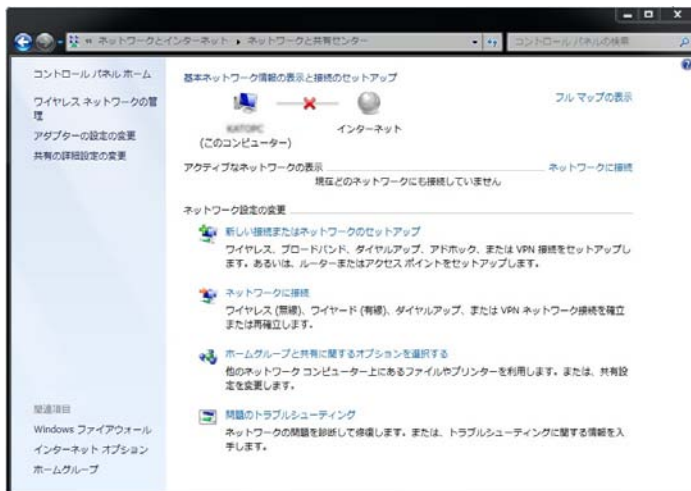 « ネットワークとインターネット ▸ ネットワークと共有センター
コントロール パネルの検索
コントロール パネル ホーム
ワイヤレス ネットワークの管
理
アダプターの設定の変更
共有の詳細設定の変更
基本ネットワーク情報の表示と接続のセットアップ
フル マップの表示
(このコンピューター)
インターネット
アクティブなネットワークの表示
ネットワークに接続
現在どのネットワークにも接続していません
ネットワーク設定の変更
新しい接続またはネットワークのセットアップ
ワイヤレス、ブロードバンド、ダイヤルアップ、アドホック、または VPN 接続をセットアップし
ます。あるいは、ルーターまたはアクセス ポイントをセットアップします。
ネットワークに接続
ワイヤレス (無線)、ワイヤード (有線)、ダイヤルアップ、または VPN ネットワーク接続を確立
または再確立します。
ホームグループと共有に関するオプションを選択する
他のネットワーク コンピューター上にあるファイルやプリンターを利用します。または、共有設
定を変更します。
問題のトラブルシューティング
ネットワークの問題を診断して修復します。または、トラブルシューティングに関する情報を入
手します。
関連項目
Windows ファイアウォール
インターネット オプション
ホームグループ